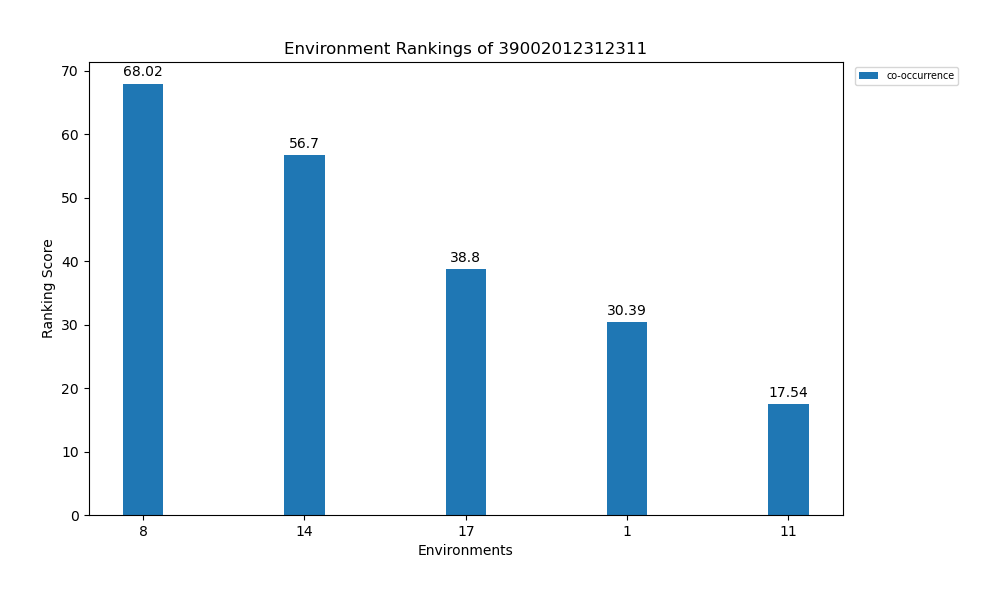 Environment Rankings of 39002012312311
co-occurrence
Ranking Score
70
60
50
40
30
20
10
0
68.02
56.7
38.8
30.39
17.54
8 14 17 1 11
Environments